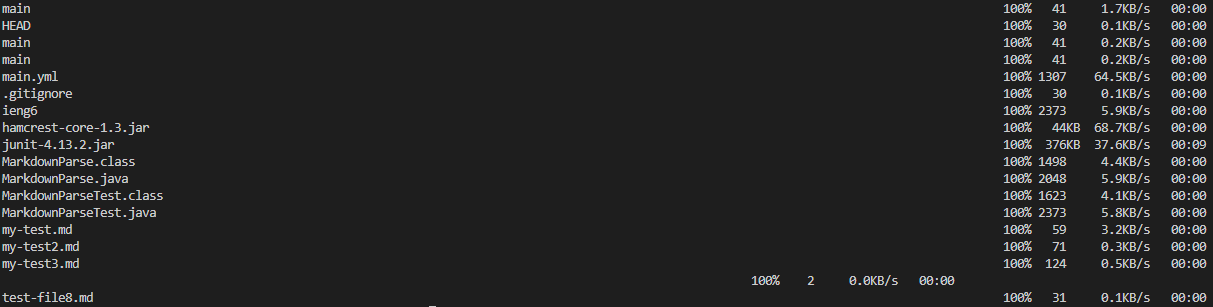 main 100% 41 1.7KB/s 00:00
HEAD 100% 30 0.1KB/s 00:00
main 100% 41 0.2KB/s 00:00
main 100% 41 0.2KB/s 00:00
main.yml 100% 1307 64.5KB/s 00:00
.gitignore 100% 30 0.1KB/s 00:00
ieng6 100% 2373 5.9KB/s 00:00
hamcrest-core-1.3.jar 100% 44KB 68.7KB/s 00:00
junit-4.13.2.jar 100% 376KB 37.6KB/s 00:09
MarkdownParse.class 100% 1498 4.4KB/s 00:00
MarkdownParse.java 100% 2048 5.9KB/s 00:00
MarkdownParseTest.class 100% 1623 4.1KB/s 00:00
MarkdownParseTest.java 100% 2373 5.8KB/s 00:00
my-test.md 100% 59 3.2KB/s 00:00
my-test2.md 100% 71 0.3KB/s 00:00
my-test3.md 100% 124 0.5KB/s 00:00
100% 2 0.0KB/s 00:00
test-file8.md 100% 31 0.1KB/s 00:00